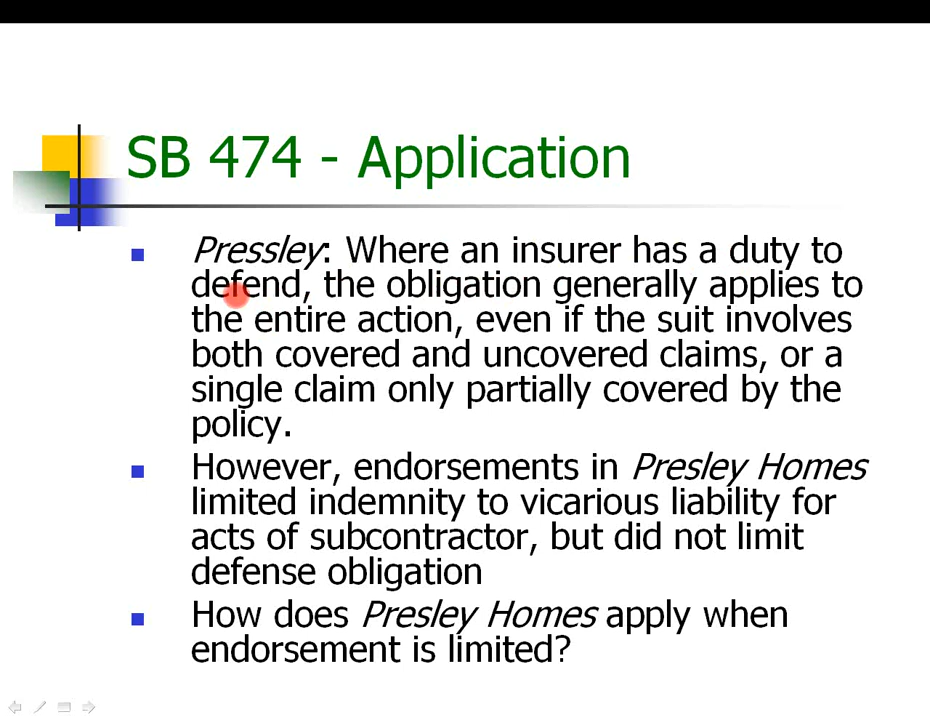 SB 474 - Application
Pressley: Where an insurer has a duty to
defend, the obligation generally applies to
the entire action, even if the suit involves
both covered and uncovered claims, or a
single claim only partially covered by the
policy.
However, endorsements in Presley Homes
limited indemnity to vicarious liability for
acts of subcontractor, but did not limit
defense obligation
How does Presley Homes apply when
endorsement is limited?